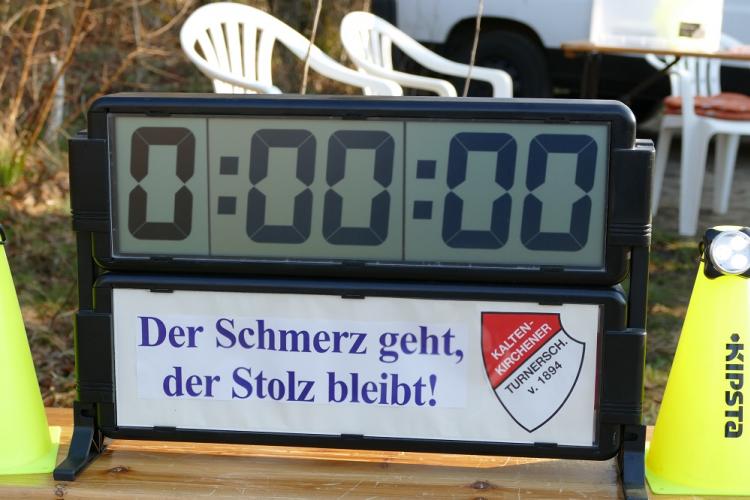 0:00:00
Der Schmerz geht,
der Stolz bleibt!
KALTEN-
KIRCHENER
TURNERSCH.
v. 1894
KIPSTA